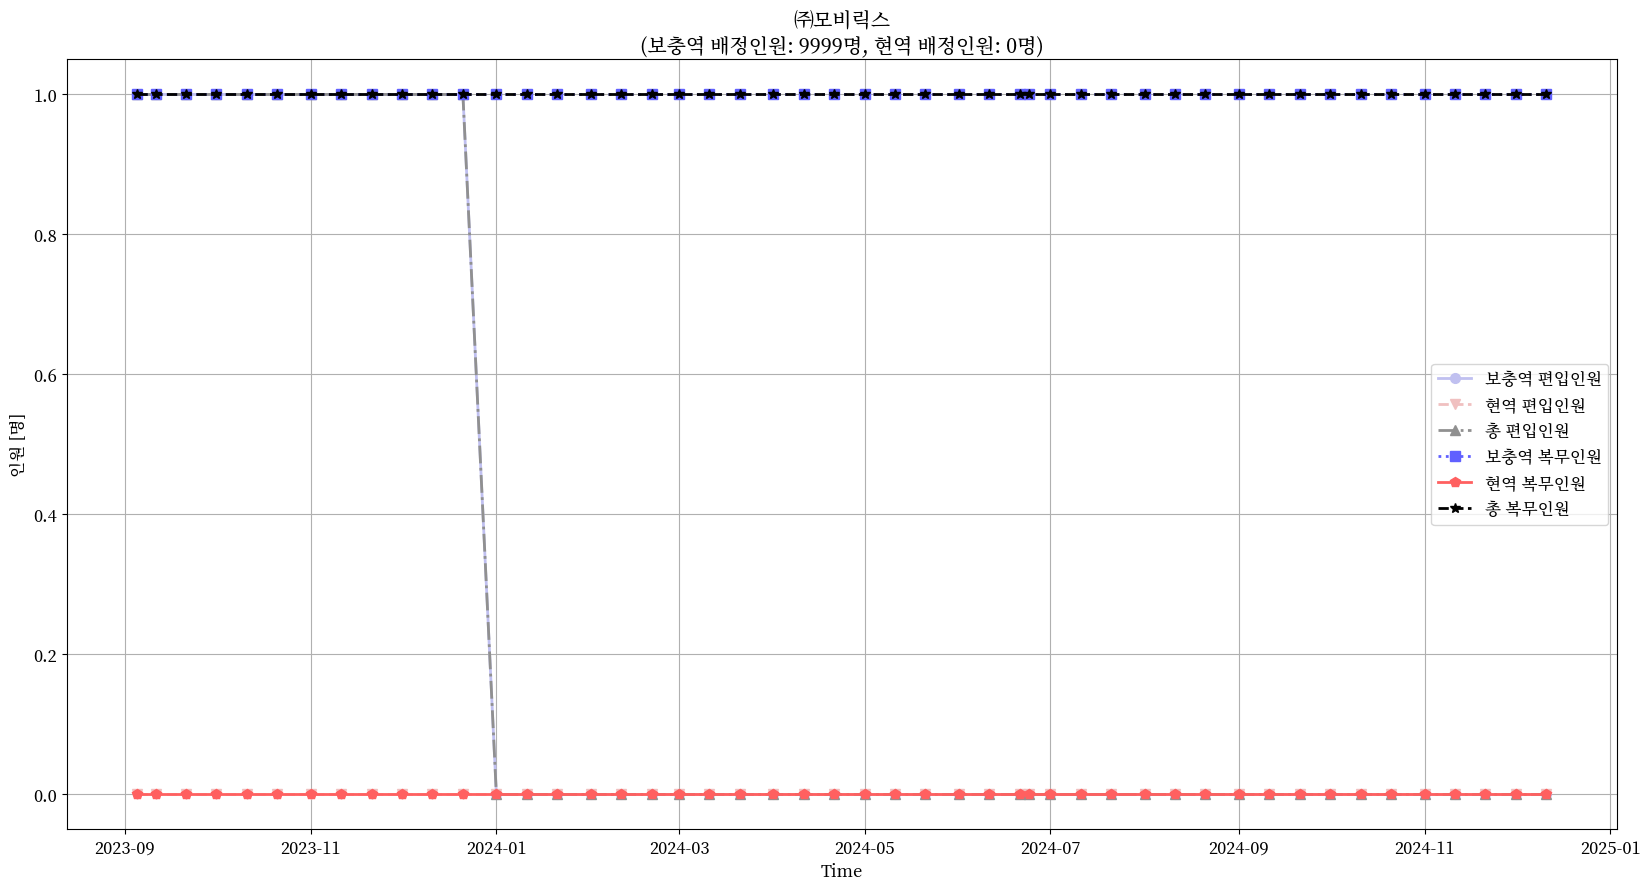 ㈜모비릭스
(보충역 배정인원: 9999명, 현역 배정인원: 0명)
1.0
0.8
0.6
0.4
0.2
0.0
인원 [명]
보충역 편입인원
현역 편입인원
총 편입인원
보충역 복무인원
현역 복무인원
총 복무인원
2023-09 2023-11 2024-01 2024-03 2024-05 2024-07 2024-09 2024-11 2025-01
Time